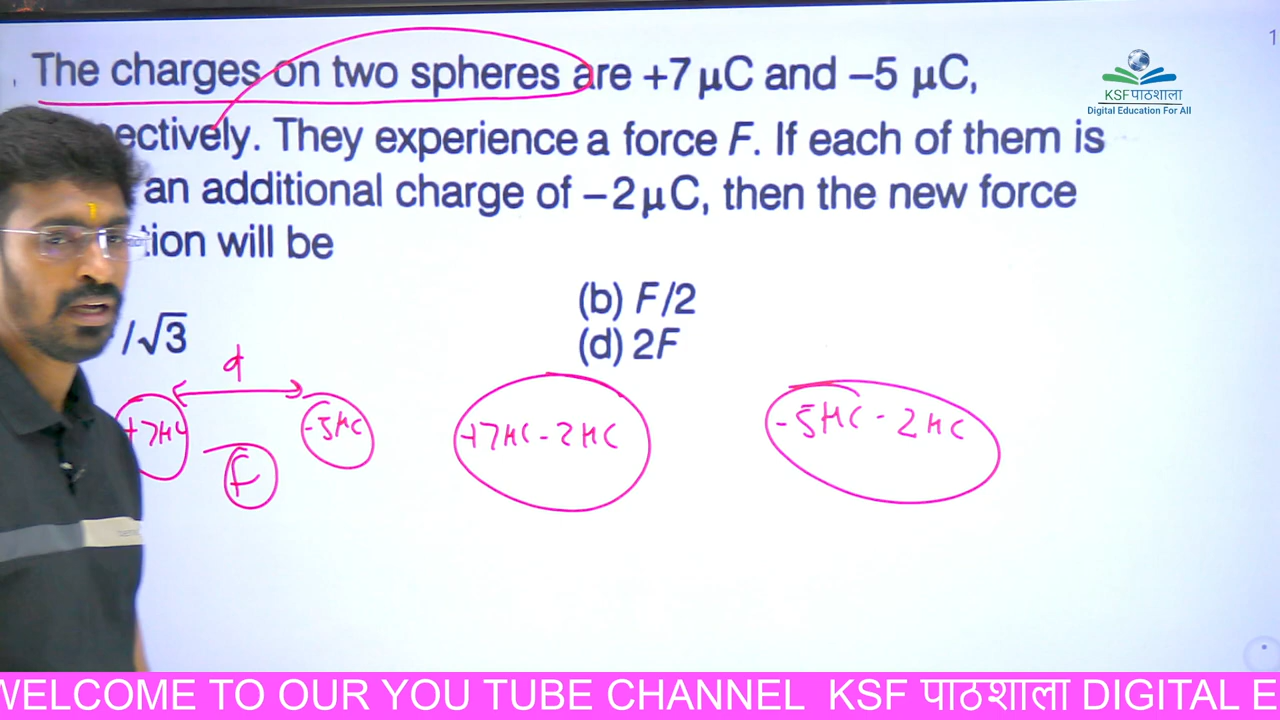 1
The charges on two spheres are +7 μC and −5 μC,
ectively. They experience a force F. If each of them is
an additional charge of −2 μC, then the new force
tion will be
(b) F/2
/√3
(d) 2F
d
+7μC
-5μC
F
+7μC - 2μC
-5μC - 2μC
KSFपाठशाला
Digital Education For All
WELCOME TO OUR YOU TUBE CHANNEL KSF पाठशाला DIGITAL E